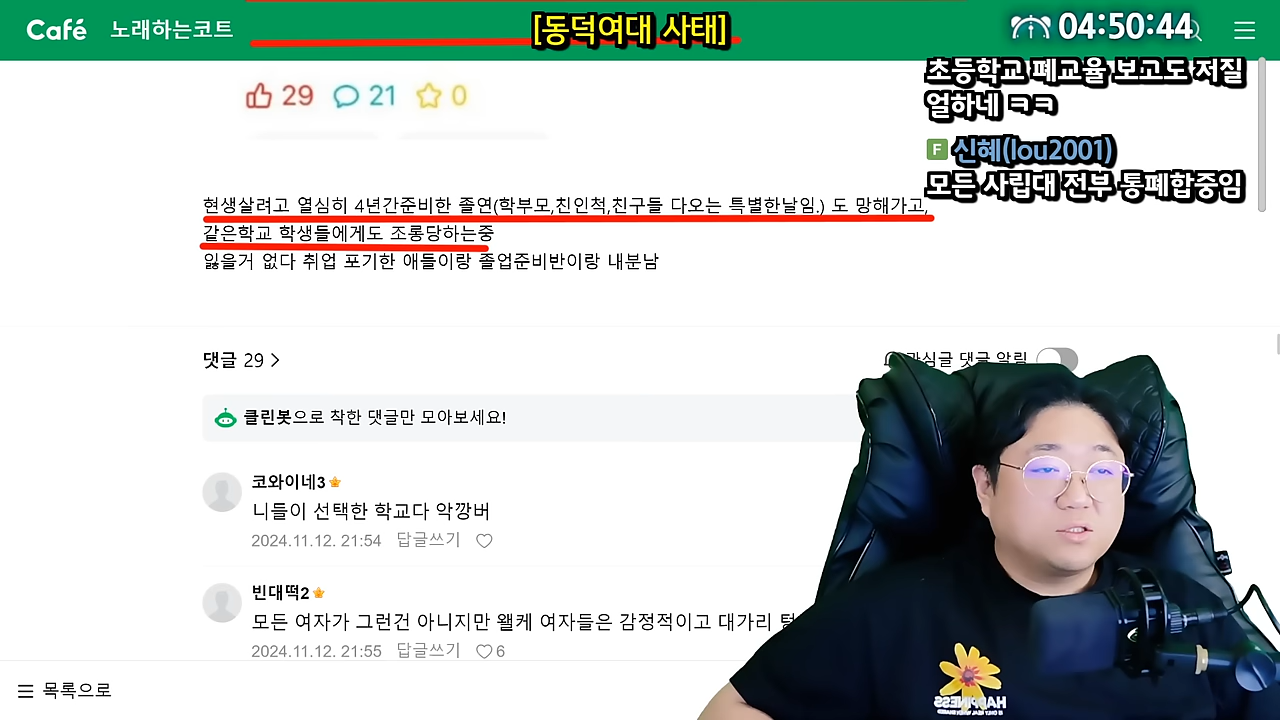 Café 노래하는코트
[동덕여대 사태]
04:50:44
초등학교 폐교율 보고도 저질
얼하네 ㅋㅋ
F 신혜(lou2001)
모든 사립대 전부 통폐합중임
29 21 0
현생살려고 열심히 4년간준비한 졸연(학부모,친인척,친구들 다오는 특별한날임.) 도 망해가고,
같은학교 학생들에게도 조롱당하는중
잃을거 없다 취업 포기한 애들이랑 졸업준비반이랑 내분남
댓글 29 >
관심글 댓글 알림
클린봇으로 착한 댓글만 모아보세요!
코와이네3
니들이 선택한 학교다 악깡버
2024.11.12. 21:54 답글쓰기
빈대떡2
모든 여자가 그런건 아니지만 왤케 여자들은 감정적이고 대가리 텅
2024.11.12. 21:55 답글쓰기 6
목록으로
HAPPINESS